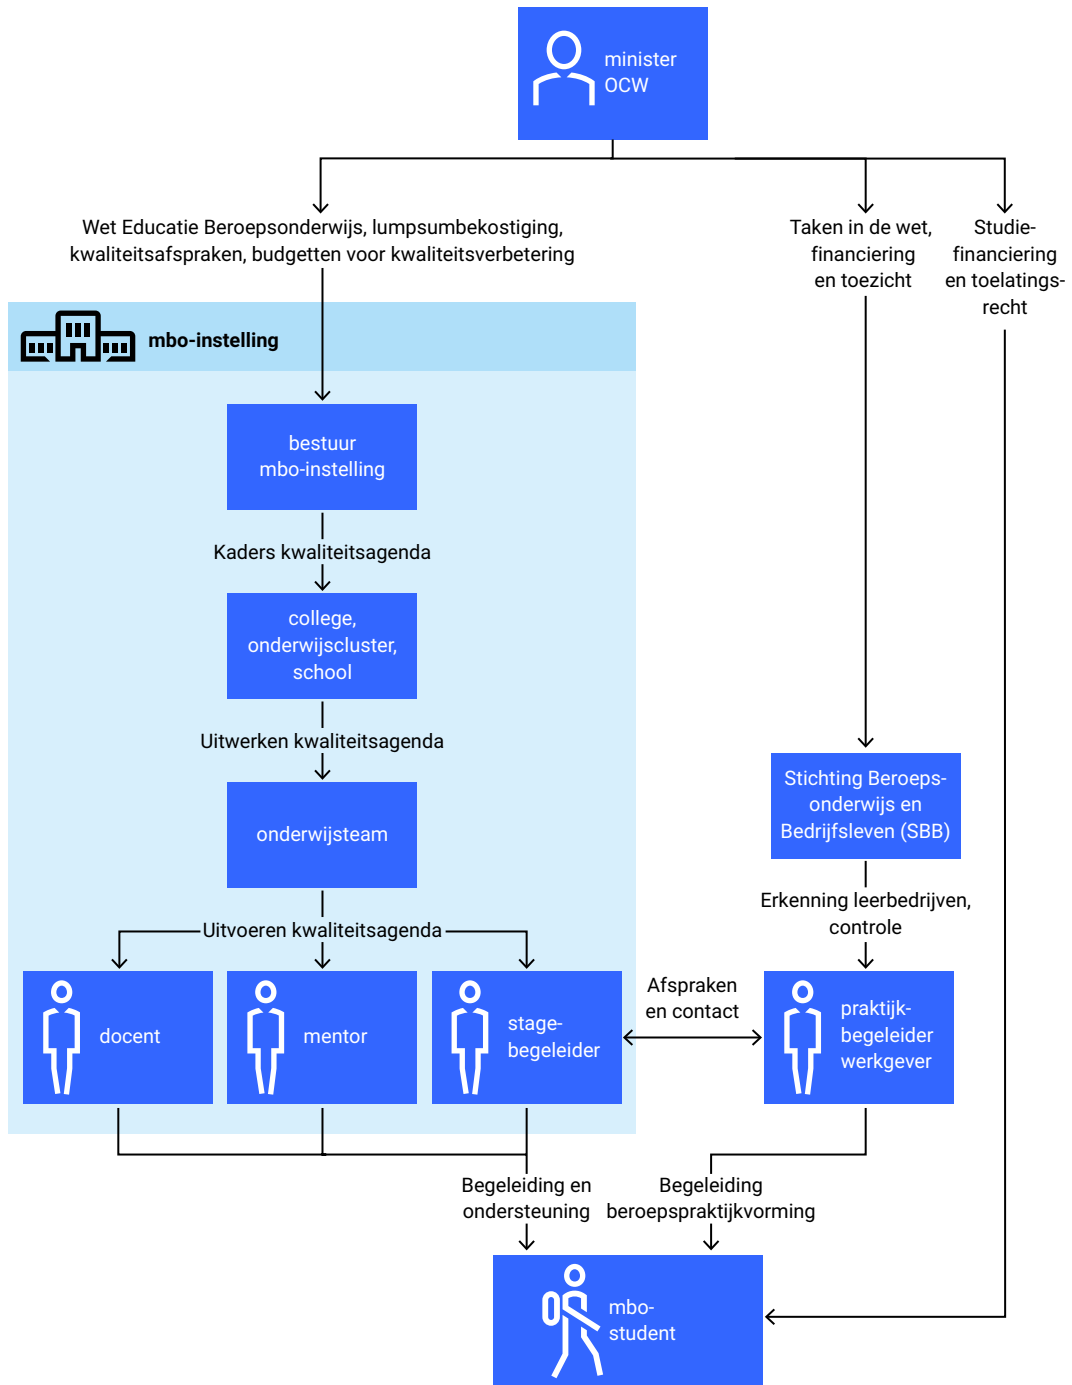 minister
OCW
Wet Educatie Beroepsonderwijs, lumpsumbekostiging,
kwaliteitsafspraken, budgetten voor kwaliteitsverbetering
Taken in de wet,
financiering
en toezicht
Studie-
financiering
en toelatings-
recht
mbo-instelling
bestuur
mbo-instelling
Kaders kwaliteitsagenda
college,
onderwijscluster,
school
Uitwerken kwaliteitsagenda
onderwijsteam
Stichting Beroeps-
onderwijs en
Bedrijfsleven (SBB)
Erkenning leerbedrijven,
controle
Uitvoeren kwaliteitsagenda
docent
mentor
stage-
begeleider
Afspraken
en contact
praktijk-
begeleider
werkgever
Begeleiding en
ondersteuning
Begeleiding
beroepspraktijkvorming
mbo-
student